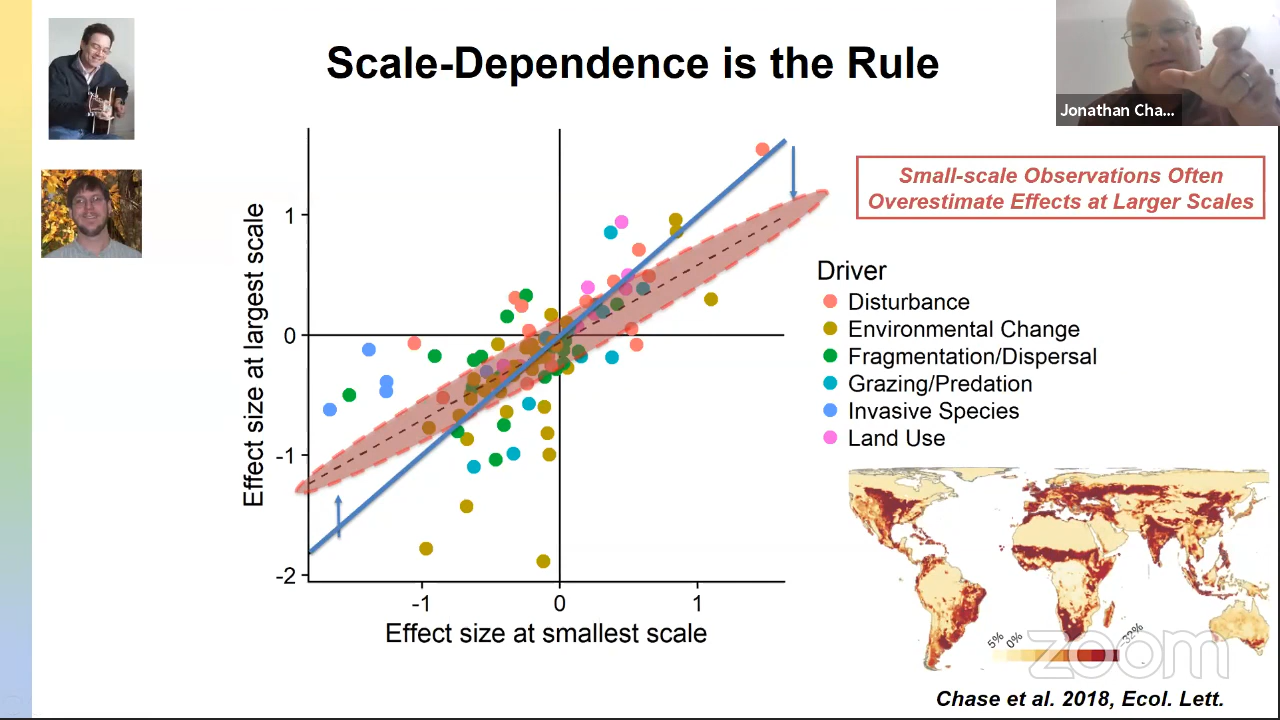 Scale-Dependence is the Rule
Jonathan Cha...
Small-scale Observations Often
Overestimate Effects at Larger Scales
Effect size at largest scale
1
0
-1
-2
-1
0
1
Effect size at smallest scale
Driver
Disturbance
Environmental Change
Fragmentation/Dispersal
Grazing/Predation
Invasive Species
Land Use
5%
0%
-32%
zoom
Chase et al. 2018, Ecol. Lett.